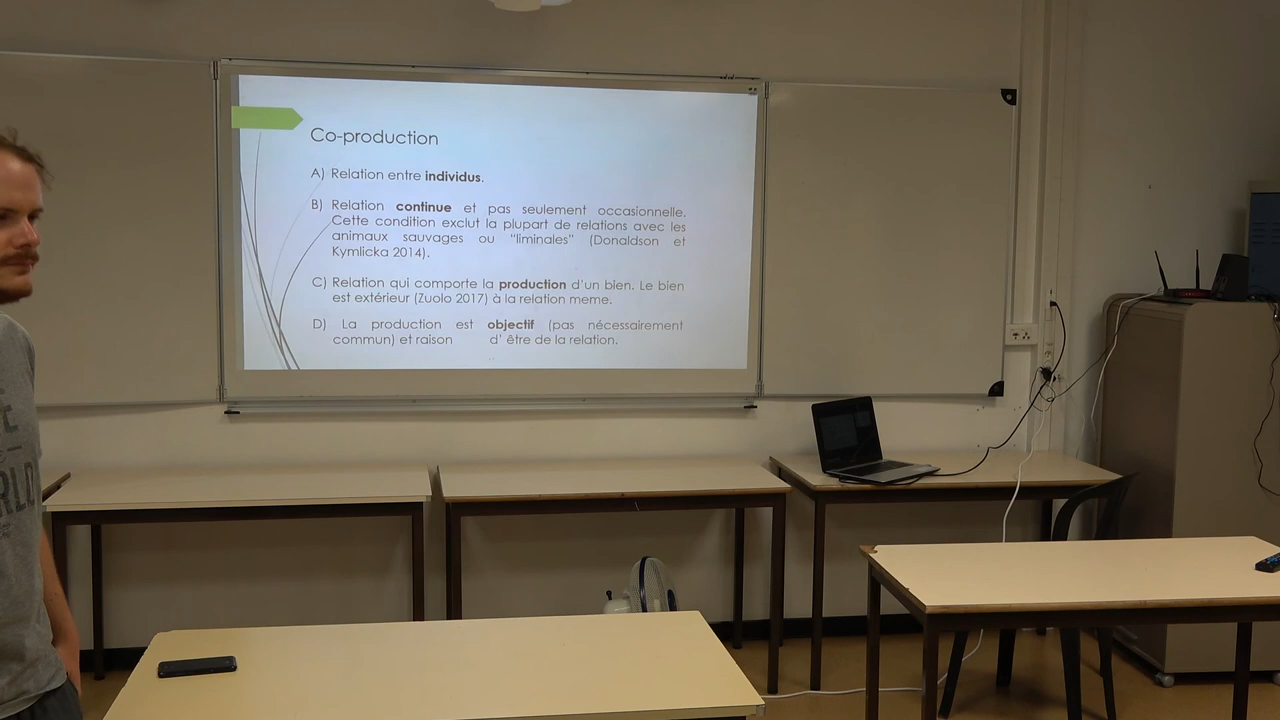 Co-production
A) Relation entre individus.
B) Relation continue et pas seulement occasionnelle.
Cette condition exclut la plupart de relations avec les
animaux sauvages ou "liminales" (Donaldson et
Kymlicka 2014).
C) Relation qui comporte la production d'un bien. Le bien
est extérieur (Zuolo 2017) à la relation meme.
D) La production est objectif (pas nécessairement
commun) et raison d' être de la relation.